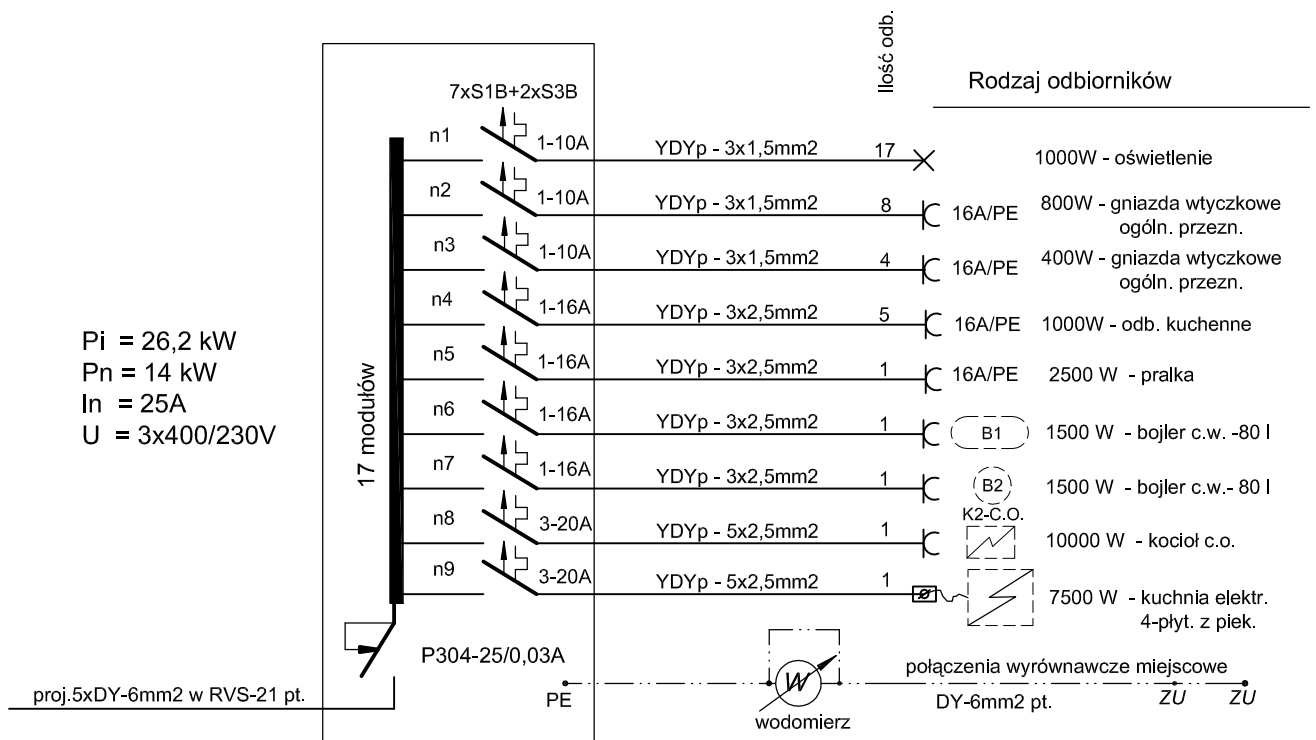 Ilość odb.
Rodzaj odbiorników
7xS1B+2xS3B
n1 1-10A YDYp - 3x1,5mm2 17 1000W - oświetlenie
n2 1-10A YDYp - 3x1,5mm2 8 16A/PE 800W - gniazda wtyczkowe
ogóln. przezn.
n3 1-10A YDYp - 3x1,5mm2 4 16A/PE 400W - gniazda wtyczkowe
ogóln. przezn.
n4 1-16A YDYp - 3x2,5mm2 5 16A/PE 1000W - odb. kuchenne
n5 1-16A YDYp - 3x2,5mm2 1 16A/PE 2500 W - pralka
n6 1-16A YDYp - 3x2,5mm2 1 B1 1500 W - bojler c.w. -80 l
n7 1-16A YDYp - 3x2,5mm2 1 B2 1500 W - bojler c.w.- 80 l
K2-C.O.
n8 3-20A YDYp - 5x2,5mm2 1 10000 W - kocioł c.o.
n9 3-20A YDYp - 5x2,5mm2 1 7500 W - kuchnia elektr.
4-płyt. z piek.
Pi = 26,2 kW
Pn = 14 kW
In = 25A
U = 3x400/230V
17 modułów
P304-25/0,03A
proj.5xDY-6mm2 w RVS-21 pt.
PE
W
wodomierz
połączenia wyrównawcze miejscowe
DY-6mm2 pt.
ZU
ZU